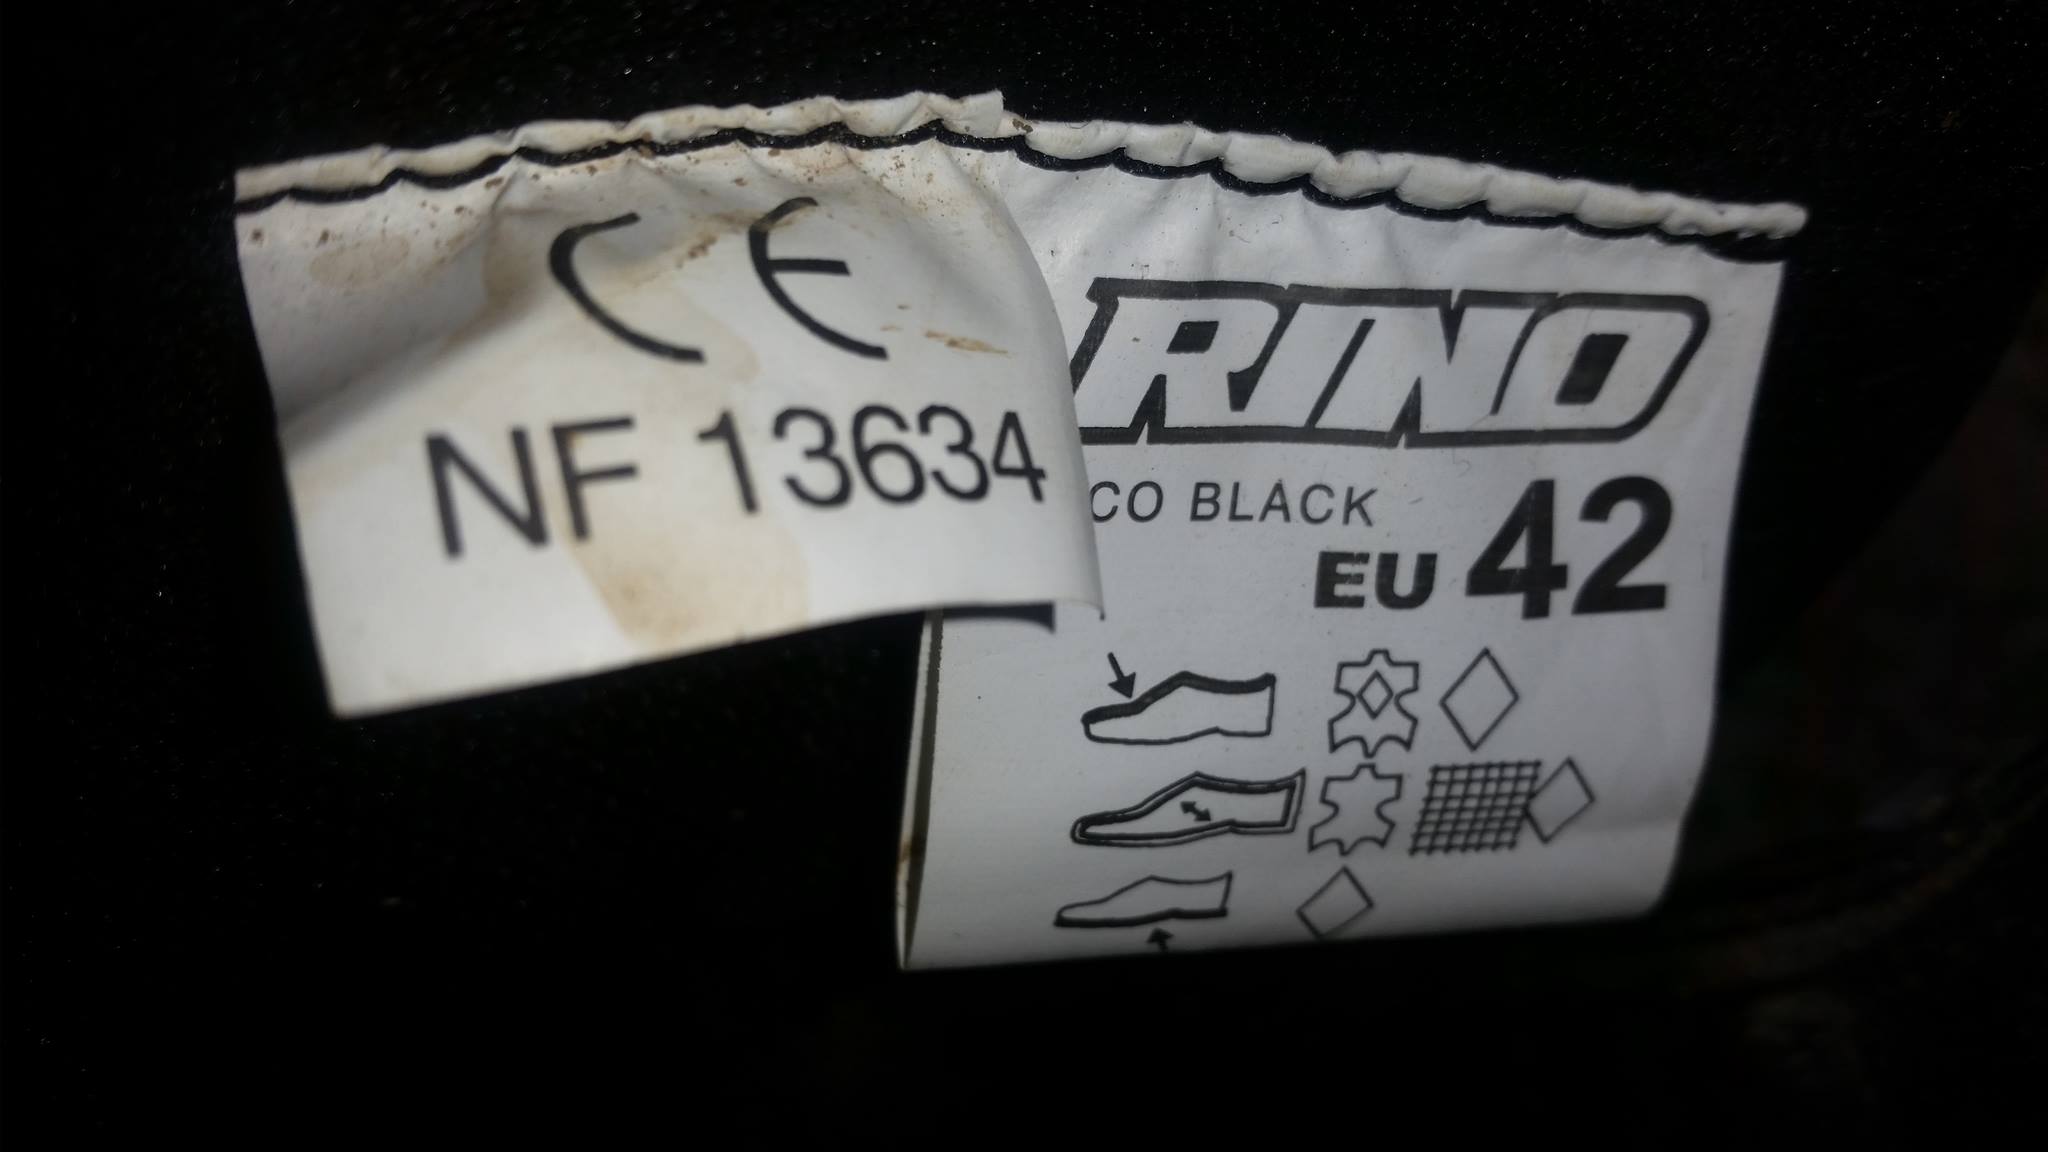 CE
NF 13634
RINO
CO BLACK
EU 42